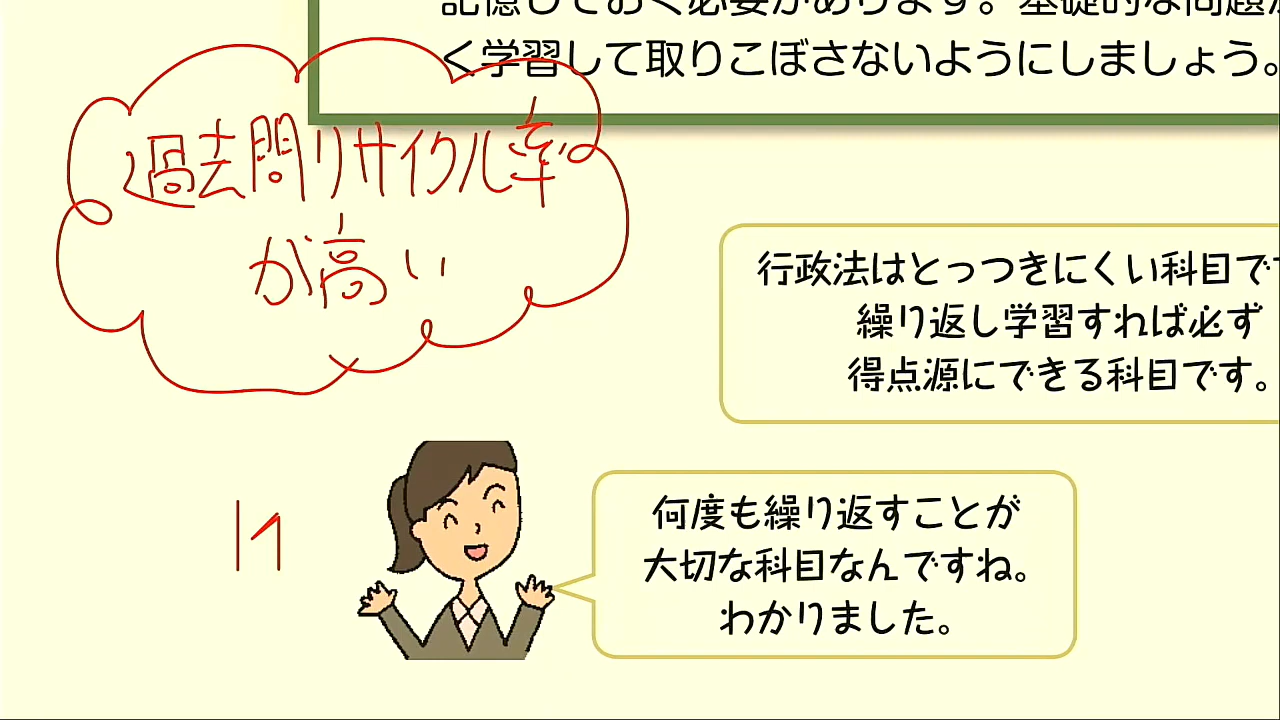 記憶しておく必要があります。基礎的な問題
く学習して取りこぼさないようにしましょう。
過去問リサイクル率
が高い
行政法はとっつきにくい科目で
繰り返し学習すれば必ず
得点源にできる科目です。
何度も繰り返すことが
大切な科目なんですね。
わかりました。